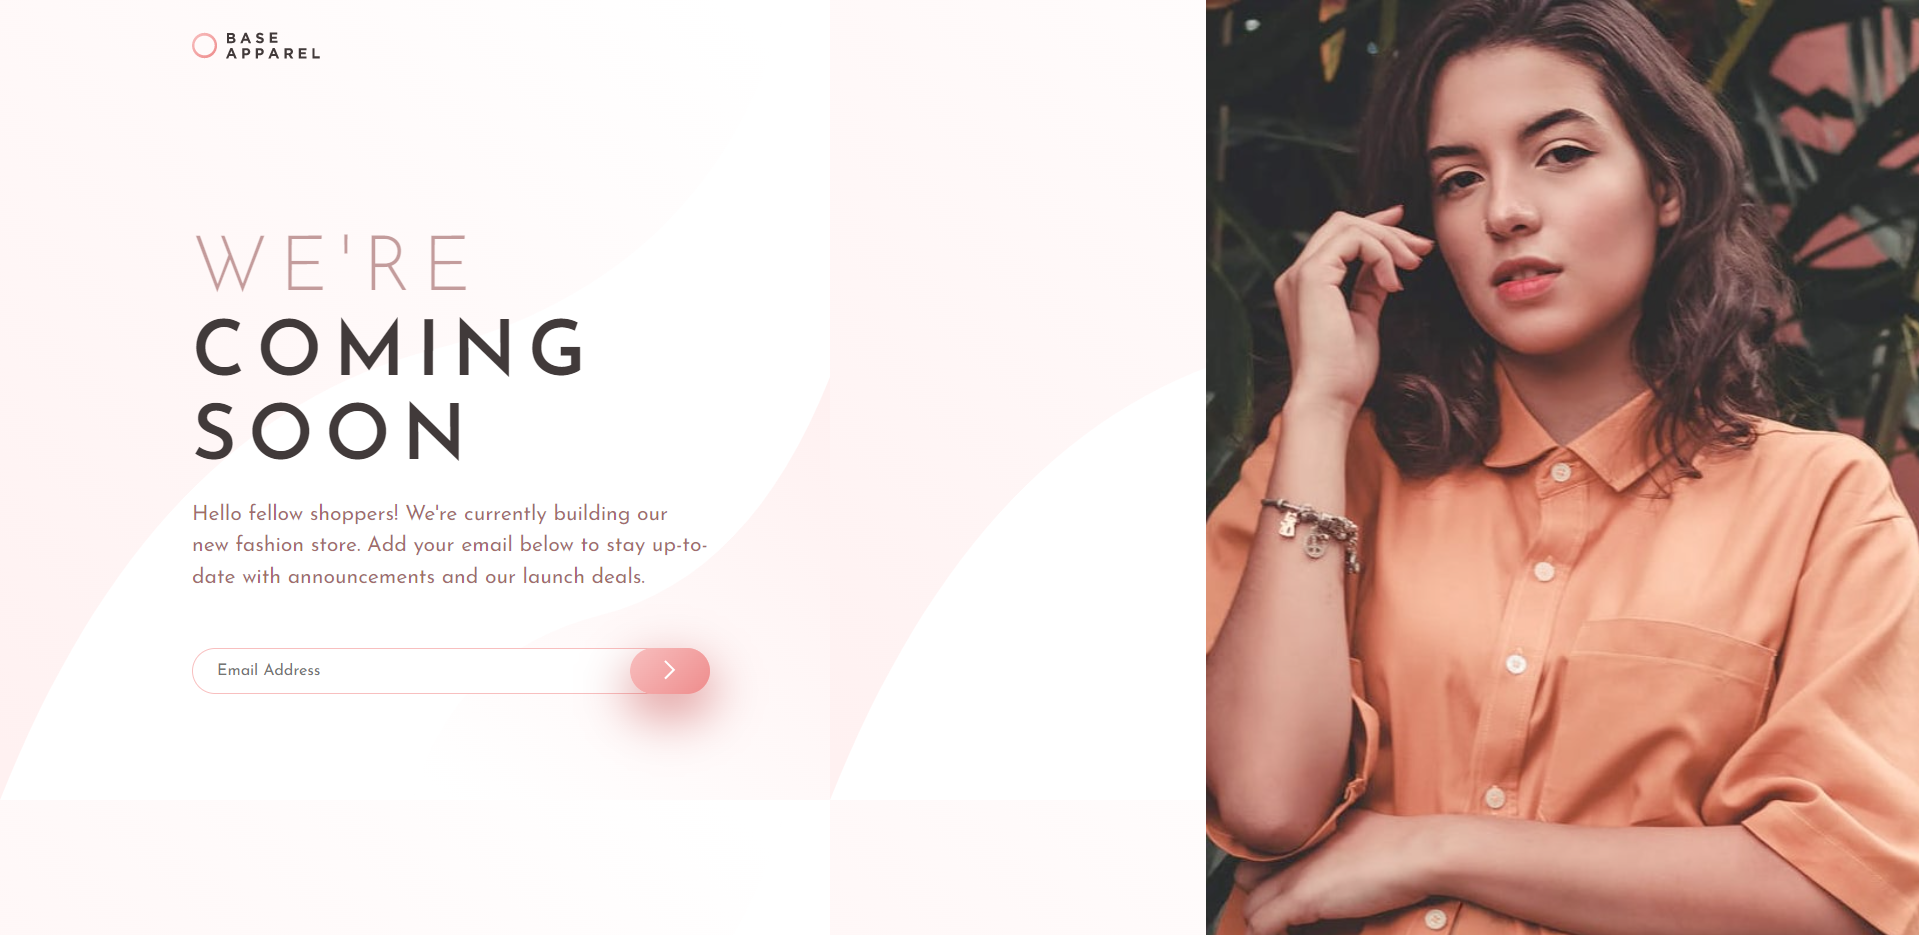 BASE
APPAREL
WE'RE
COMING
SOON
Hello fellow shoppers! We're currently building our
new fashion store. Add your email below to stay up-to-
date with announcements and our launch deals.
Email Address